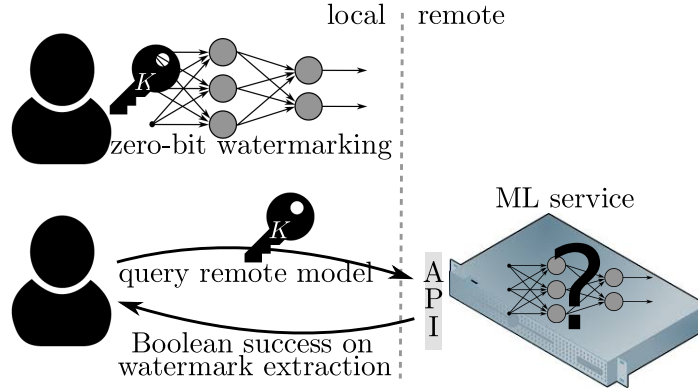 local
remote
K
zero-bit watermarking
ML service
K
query remote model
A
P
I
?
Boolean success on
watermark extraction